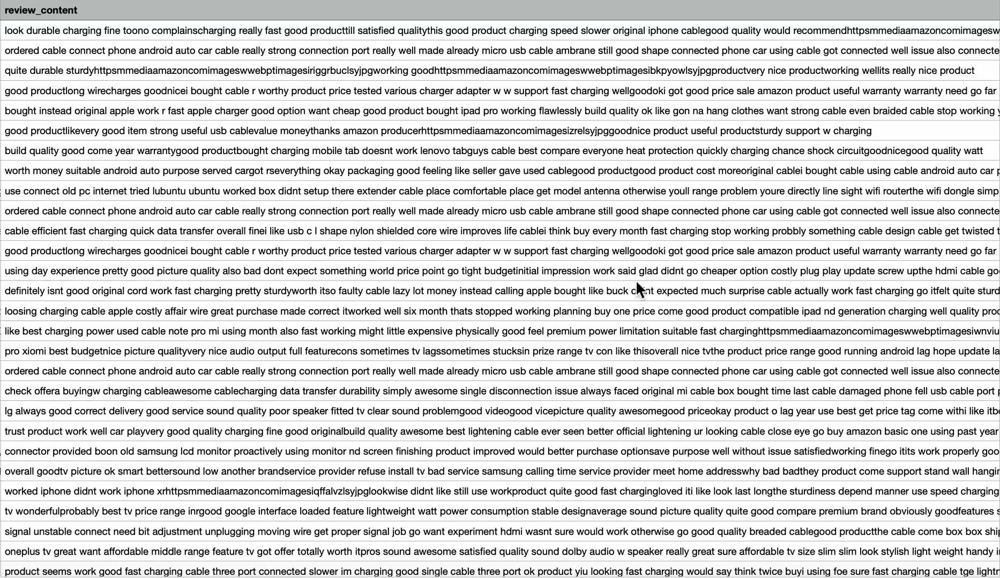 review_content
look durable charging fine toono complainscharging really fast good producttill satisfied qualitythis good product charging speed slower original iphone cablegood quality would recommendhttpsmmediaamazoncomimagesw
ordered cable connect phone android auto car cable really strong connection port really well made already micro usb cable ambrane still good shape connected phone car using cable got connected well issue also connecte
quite durable sturdyhttpsmmediaamazoncomimageswwebptimagesiriggrbuclsyjpgworking goodhttpsmmediaamazoncomimageswwebptimagesibkpyowlsyjpgproductvery nice productworking wellits really nice product
good productlong wirecharges goodnicei bought cable r worthy product price tested various charger adapter w w support fast charging wellgoodoki got good price sale amazon product useful warranty warranty need go far
bought instead original apple work r fast apple charger good option want cheap good product bought ipad pro working flawlessly build quality ok like gon na hang clothes want strong cable even braided cable stop working y
good productlikevery good item strong useful usb cablevalue moneythanks amazon producerhttpsmmediaamazoncomimagesizrelsyjpggoodnice product useful productsturdy support w charging
build quality good come year warrantygood productbought charging mobile tab doesnt work lenovo tabguys cable best compare everyone heat protection quickly charging chance shock circuitgoodnicegood quality watt
worth money suitable android auto purpose served cargot rseverything okay packaging good feeling like seller gave used cablegood productgood product cost moreoriginal cablei bought cable using cable android auto car p
use connect old pc internet tried lubuntu ubuntu worked box didnt setup there extender cable place comfortable place get model antenna otherwise youll range problem youre directly line sight wifi routerthe wifi dongle simp
ordered cable connect phone android auto car cable really strong connection port really well made already micro usb cable ambrane still good shape connected phone car using cable got connected well issue also connecte
cable efficient fast charging quick data transfer overall finei like usb c l shape nylon shielded core wire improves life cablei think buy every month fast charging stop working probbly something cable design cable get twisted t
good productlong wirecharges goodnicei bought cable r worthy product price tested various charger adapter w w support fast charging wellgoodoki got good price sale amazon product useful warranty warranty need go far
using day experience pretty good picture quality also bad dont expect something world price point go tight budgetinitial impression work said glad didnt go cheaper option costly plug play update screw upthe hdmi cable go
definitely isnt good original cord work fast charging pretty sturdyworth itso faulty cable lazy lot money instead calling apple bought like buck expected much surprise cable actually work fast charging go itfelt quite sturd
loosing charging cable apple costly affair wire great purchase made correct itworked well six month thats stopped working planning buy one price come good product compatible ipad nd generation charging well quality proc
like best charging power used cable note pro mi using month also fast working might little expensive physically good feel premium power limitation suitable fast charginghttpsmmediaamazoncomimageswwebptimagesiwnviu
pro xiomi best budgetnice picture qualityvery nice audio output full featurecons sometimes tv lagssometimes stucksin prize range tv con like thisoverall nice tvthe product price range good running android lag hope update la
ordered cable connect phone android auto car cable really strong connection port really well made already micro usb cable ambrane still good shape connected phone car using cable got connected well issue also connecte
check offera buyingw charging cableawesome cablecharging data transfer durability simply awesome single disconnection issue always faced original mi cable box bought time last cable damaged phone fell usb cable port p
lg always good correct delivery good service sound quality poor speaker fitted tv clear sound problemgood videogood vicepicture quality awesomegood priceokay product o lag year use best get price tag come withi like itbe
trust product work well car playvery good quality charging fine good originalbuild quality awesome best lightening cable ever seen better official lightening ur looking cable close eye go buy amazon basic one using past year
connector provided boon old samsung lcd monitor proactively using monitor nd screen finishing product improved would better purchase optionsave purpose well without issue satisfiedworking finego itits work properly goo
overall goodtv picture ok smart bettersound low another brandservice provider refuse install tv bad service samsung calling time service provider meet home addresswhy bad badthey product come support stand wall hangin
worked iphone didnt work iphone xrhttpsmmediaamazoncomimagesiqffalvzlsyjpglookwise didnt like still use workproduct quite good fast chargingloved iti like look last longthe sturdiness depend manner use speed charging
tv wonderfulprobably best tv price range inrgood google interface loaded feature lightweight watt power consumption stable designaverage sound picture quality quite good compare premium brand obviously goodfeatures s
signal unstable connect need bit adjustment unplugging moving wire get proper signal job go want experiment hdmi wasnt sure would work otherwise go good quality breaded cablegood productthe cable come box box ship
oneplus tv great want affordable middle range feature tv got offer totally worth itpros sound awesome satisfied quality sound dolby audio w speaker really great sure affordable tv size slim slim look stylish light weight handy i
product seems work good fast charging cable three port connected slower im charging good single cable three port ok product yiu looking fast charging would say think twice buyi using foe sure fast charging cable tge lightn